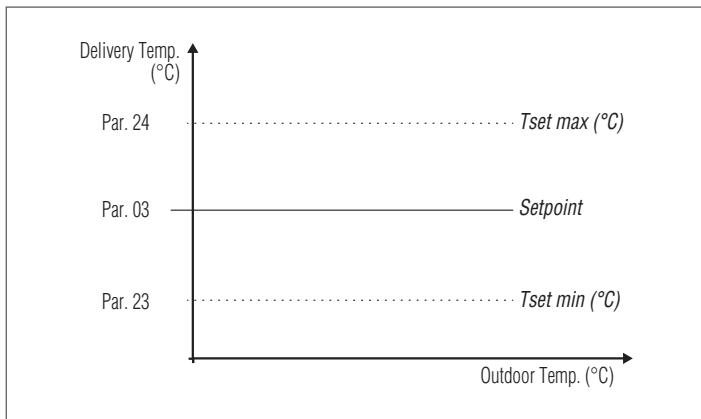 Delivery Temp.
(°C)
Par. 24
Tset max (°C)
Par. 03
Setpoint
Par. 23
Tset min (°C)
Outdoor Temp. (°C)